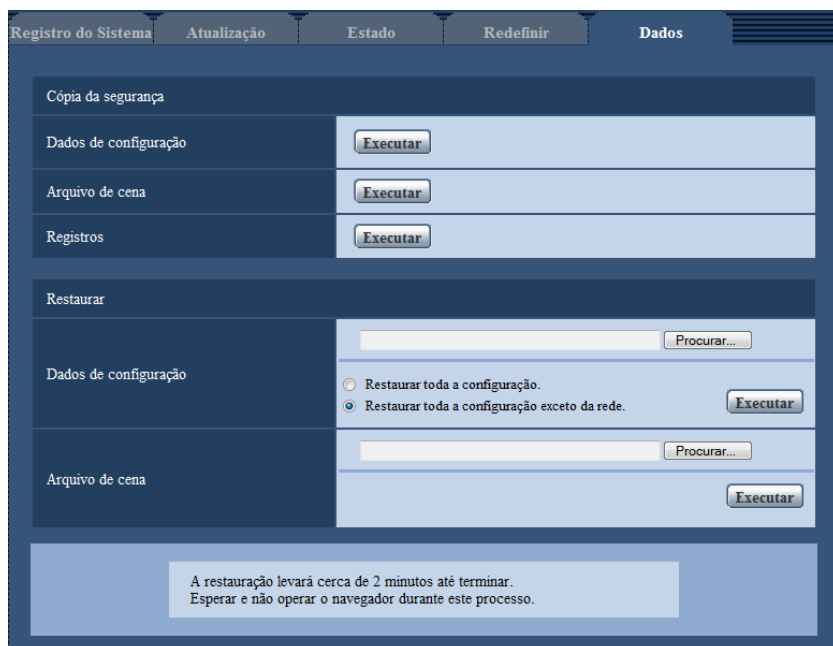 Registro do Sistema Atualização Estado Redefinir Dados
Cópia da segurança
Dados de configuração Executar
Arquivo de cena Executar
Registros Executar
Restaurar
Procurar...
Dados de configuração
Restaurar toda a configuração.
Restaurar toda a configuração exceto da rede.
Executar
Procurar...
Arquivo de cena
Executar
A restauração levará cerca de 2 minutos até terminar.
Esperar e não operar o navegador durante este processo.